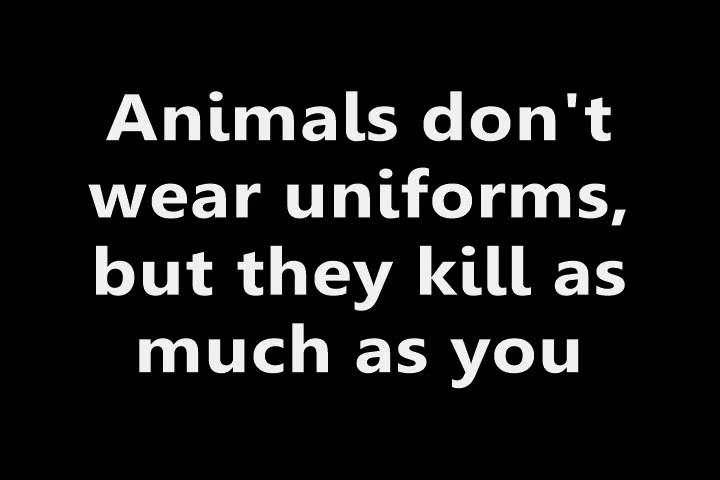 Animals don't
wear uniforms,
but they kill as
much as you